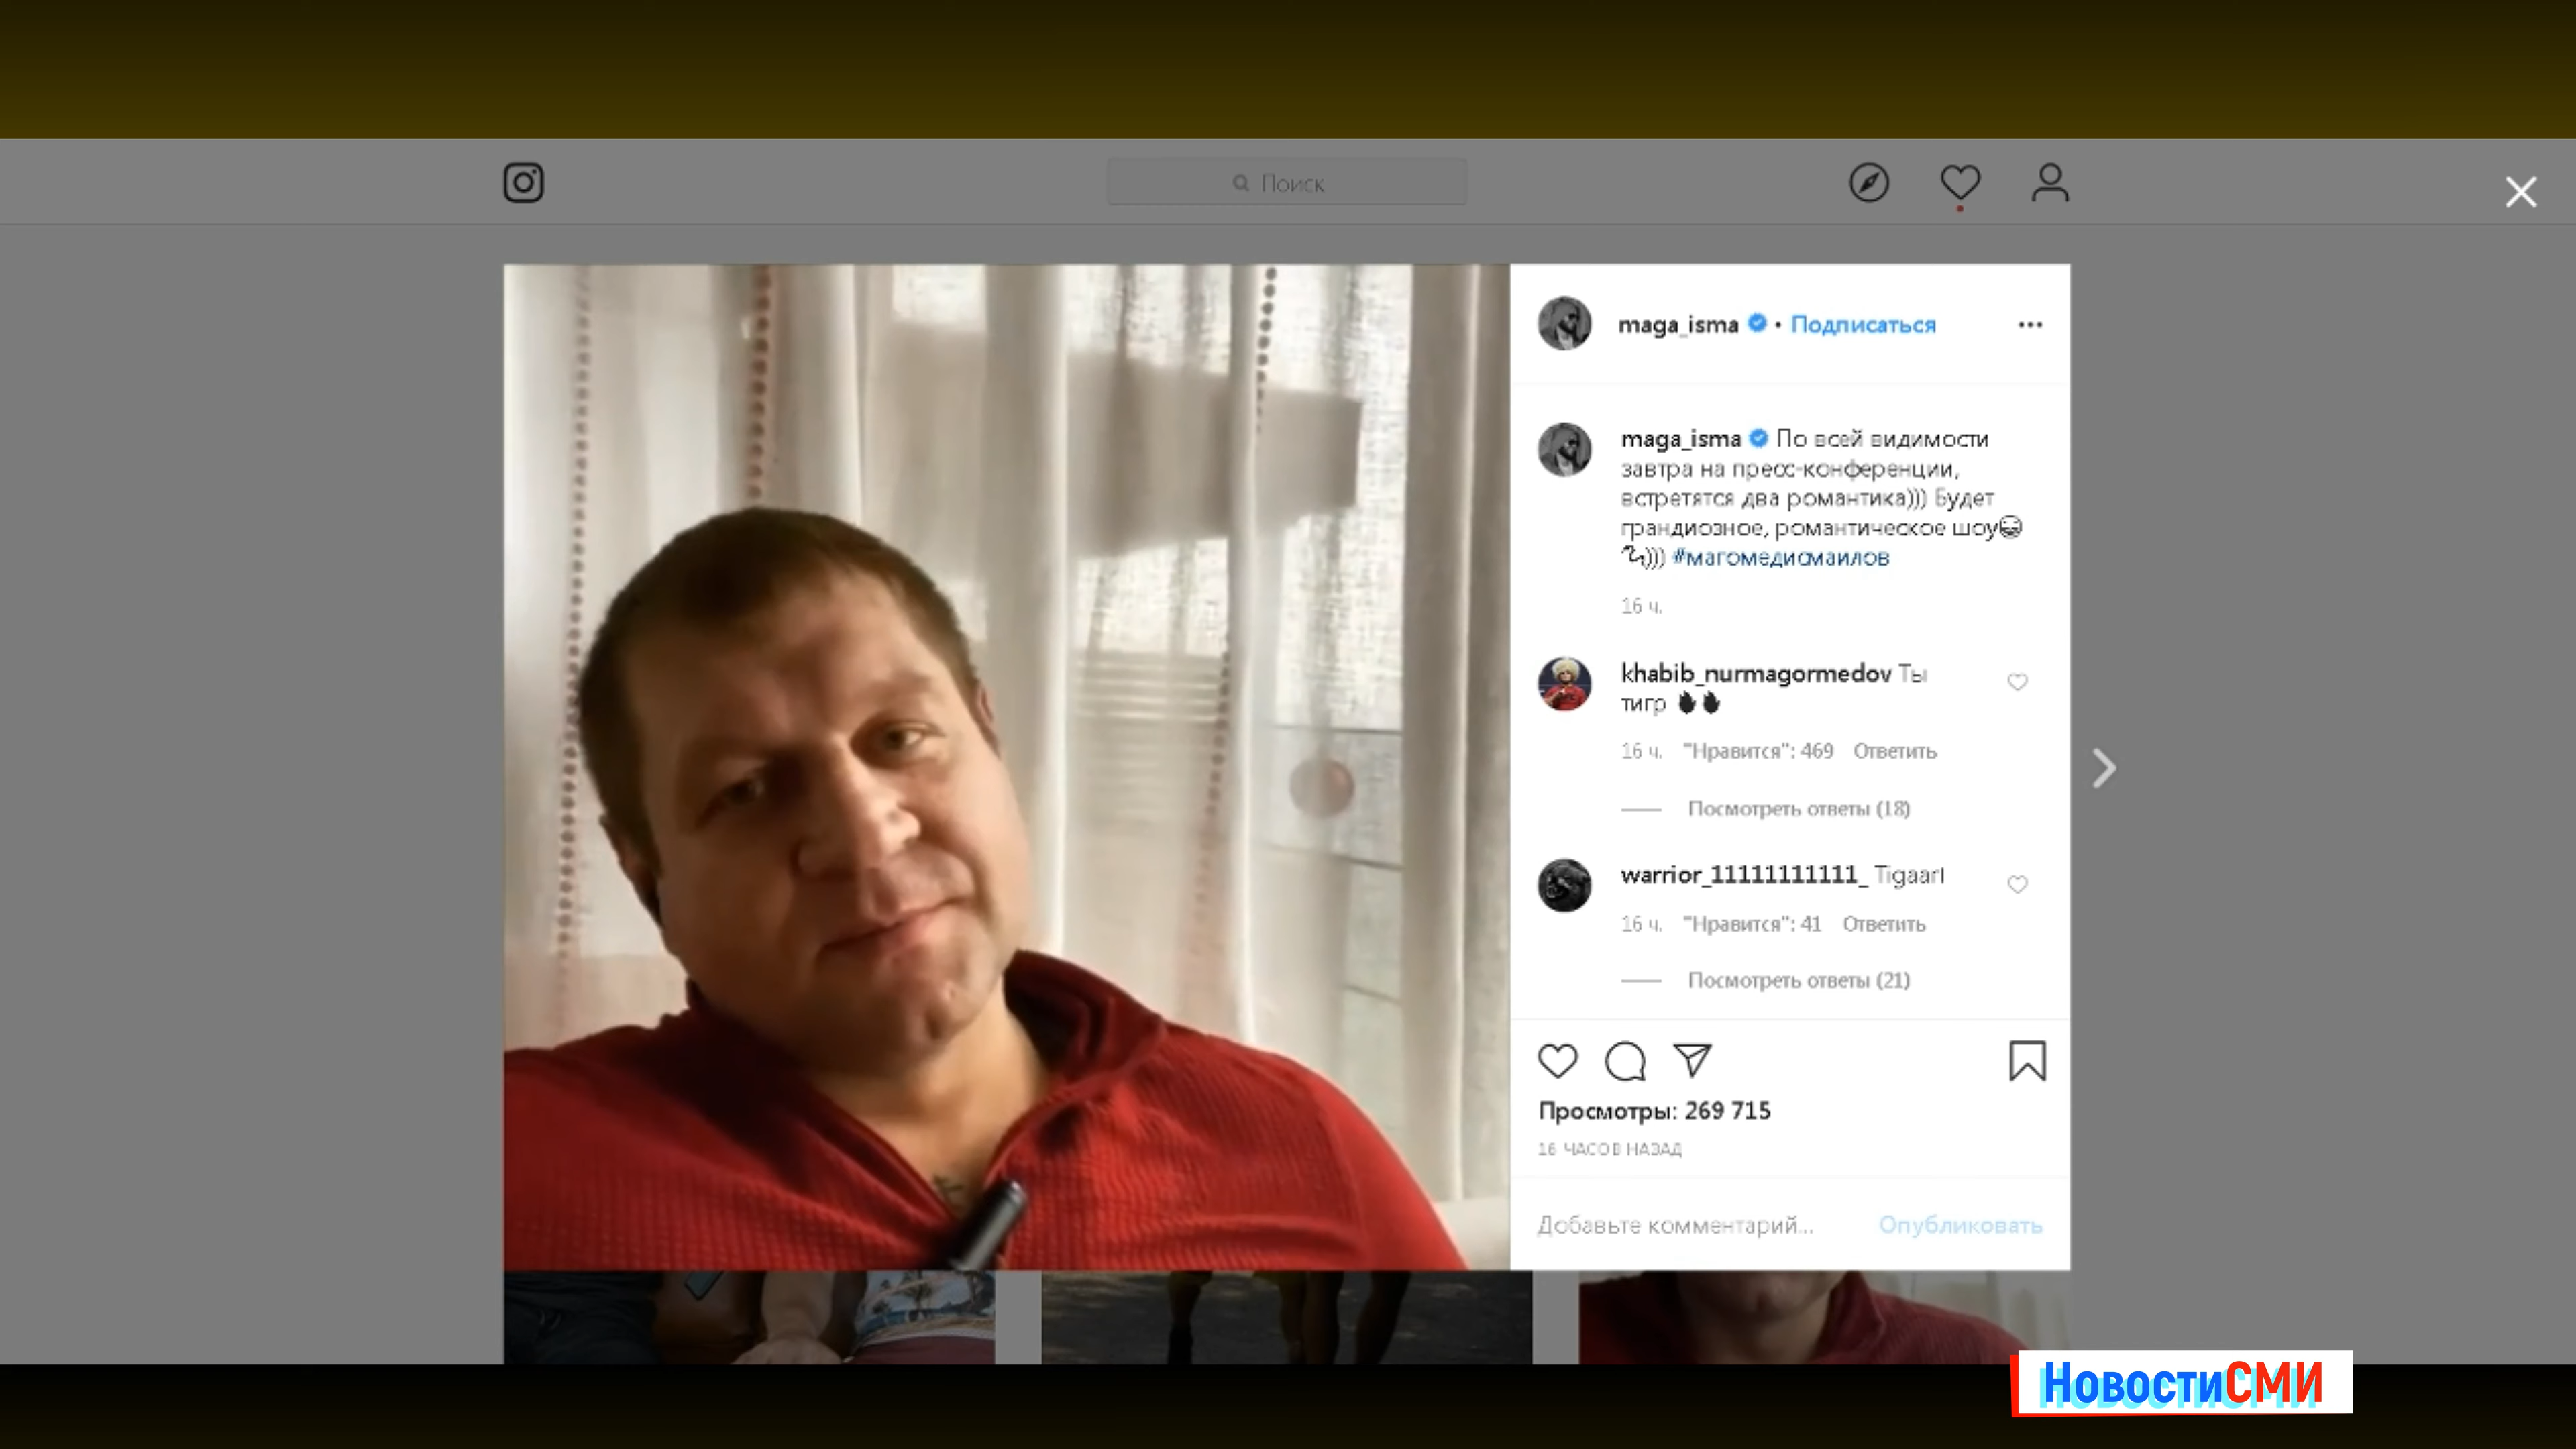 Поиск
maga_isma • Подписаться
maga_isma По всей видимости
завтра на пресс-конференции,
встретятся два романтика))) Будет
грандиозное, романтическое шоу😂
))) #магомедисмаилов
16 ч.
khabib_nurmagormedov Ты
тигр
16 ч. "Нравится": 469 Ответить
Посмотреть ответы (18)
warrior_11111111111_ Tigaarl
16 ч. "Нравится": 41 Ответить
Посмотреть ответы (21)
Просмотры: 269 715
16 ЧАСОВ НАЗАД
Добавьте комментарий... Опубликовать
НовостиСМИ